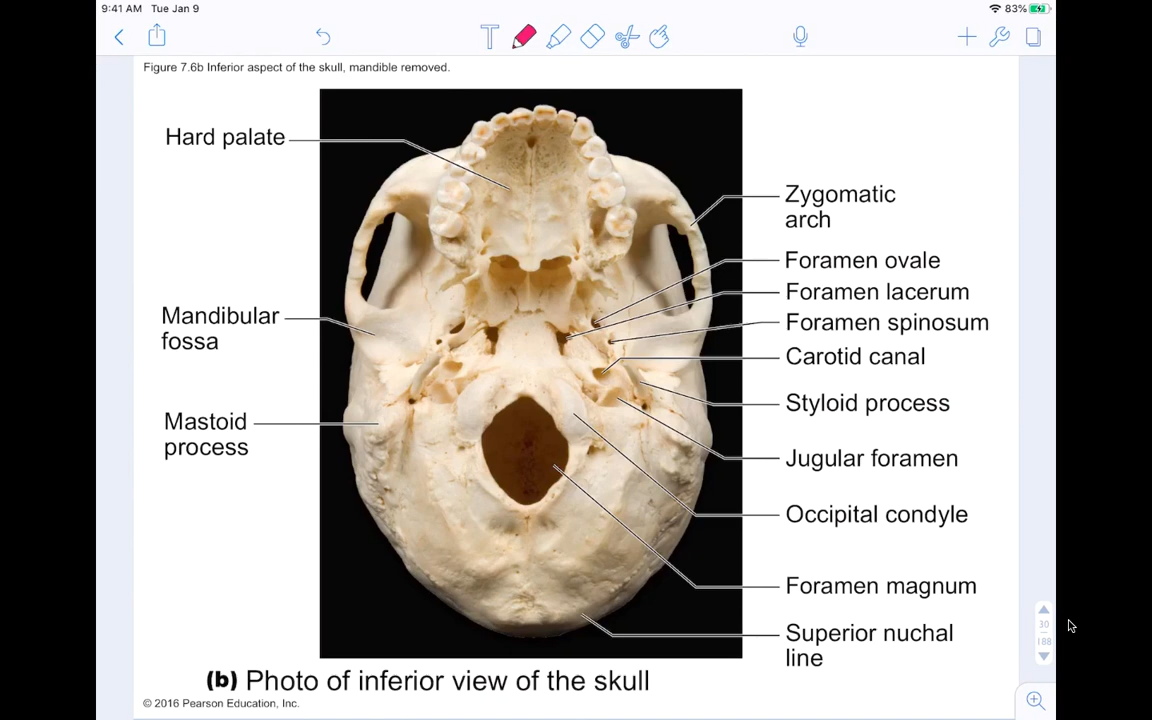 9:41 AM Tue Jan 9
83%
T
Figure 7.6b Inferior aspect of the skull, mandible removed.
Hard palate
Zygomatic
arch
Foramen ovale
Foramen lacerum
Mandibular
fossa
Foramen spinosum
Carotid canal
Styloid process
Mastoid
process
Jugular foramen
Occipital condyle
Foramen magnum
Superior nuchal
line
30
188
(b) Photo of inferior view of the skull
© 2016 Pearson Education, Inc.